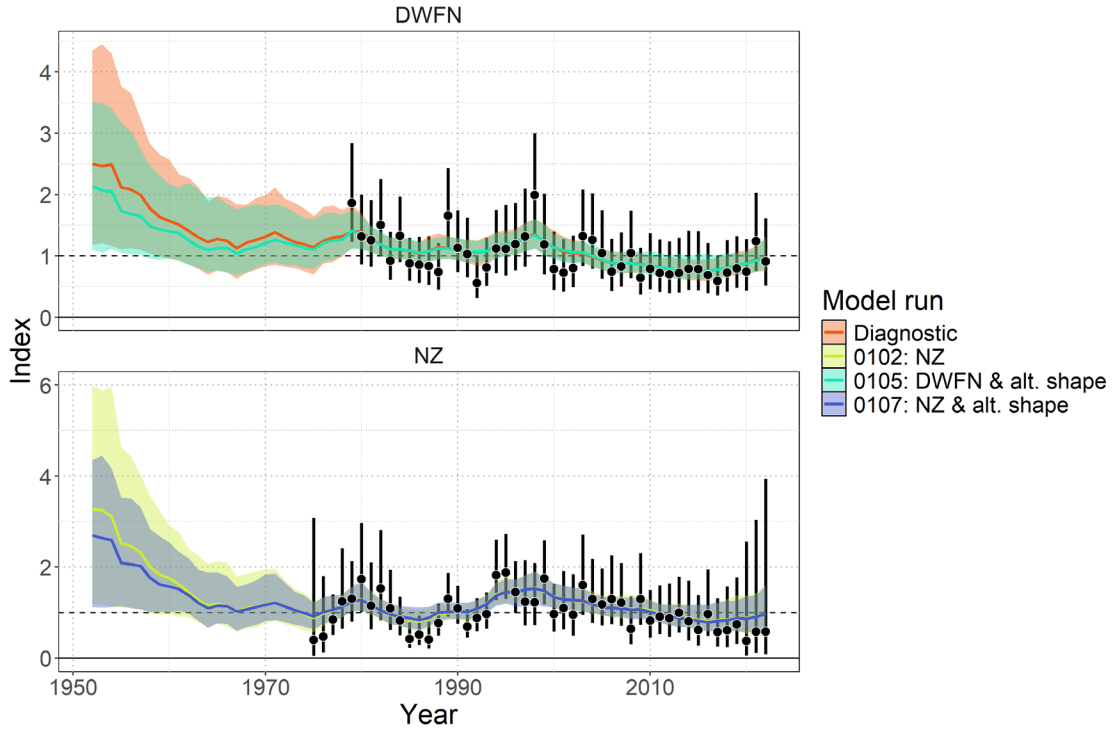 DWFN
4
3
2
1
0
NZ
6
4
2
0
1950 1970 1990 2010
Year
Index
Model run
Diagnostic
0102: NZ
0105: DWFN & alt. shape
0107: NZ & alt. shape